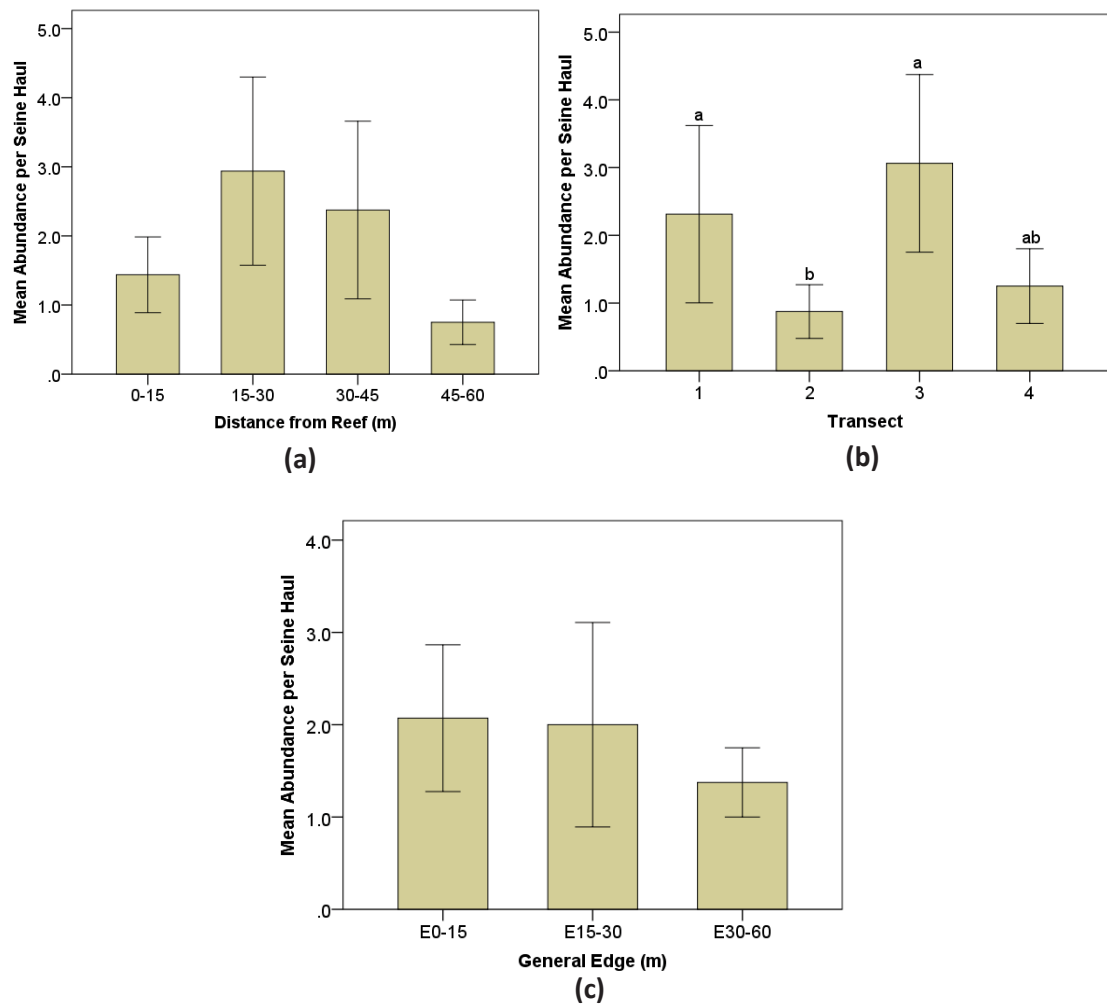 Mean Abundance per Seine Haul
5.0
4.0
3.0
2.0
1.0
.0
0-15 15-30 30-45 45-60
Distance from Reef (m)
(a)
Mean Abundance per Seine Haul
5.0
4.0
3.0
2.0
1.0
.0
a
b
a
ab
1 2 3 4
Transect
(b)
Mean Abundance per Seine Haul
4.0
3.0
2.0
1.0
.0
E0-15 E15-30 E30-60
General Edge (m)
(c)